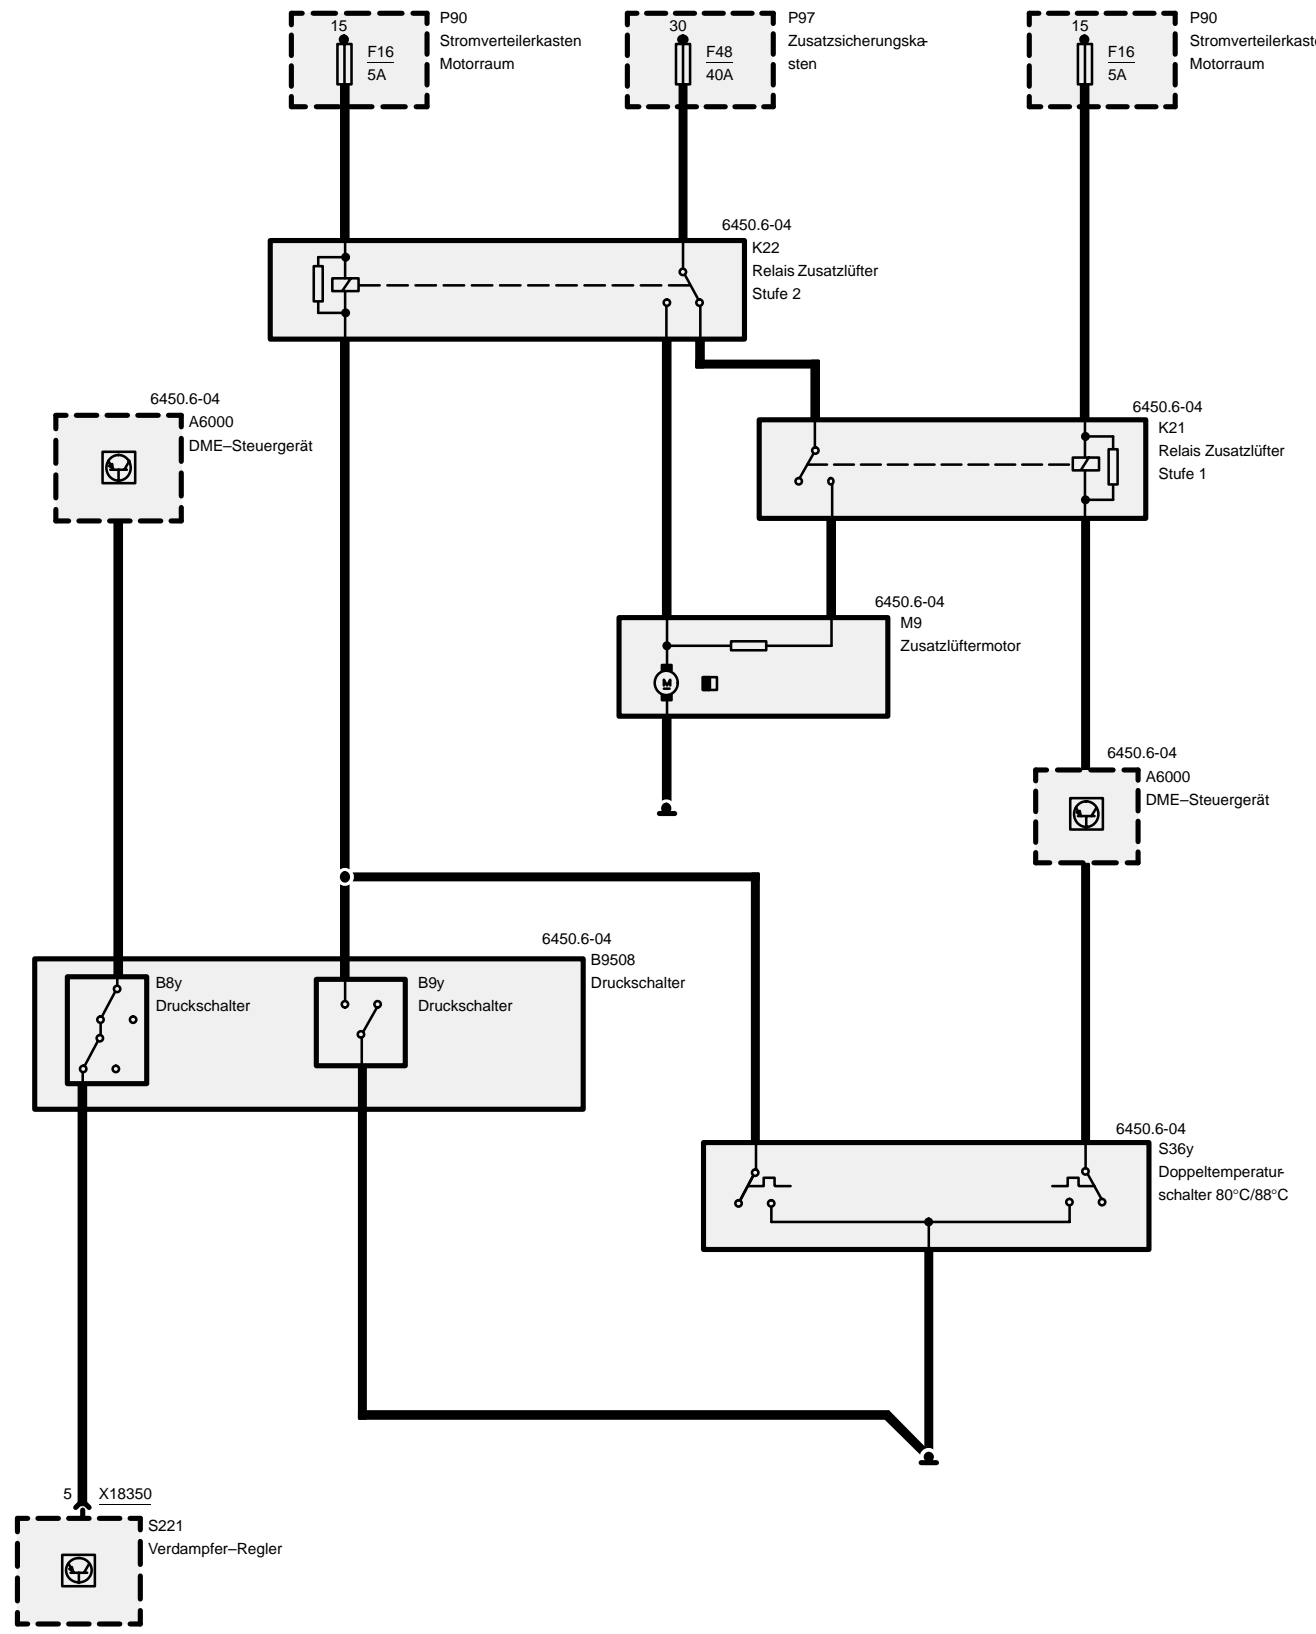 15
F16
5A
P90
Stromverteilerkasten
Motorraum
30
F48
40A
P97
Zusatzsicherungska-
sten
15
F16
5A
P90
Stromverteilerkaste
Motorraum
6450.6-04
K22
Relais Zusatzlüfter
Stufe 2
6450.6-04
A6000
DME–Steuergerät
6450.6-04
K21
Relais Zusatzlüfter
Stufe 1
6450.6-04
M9
Zusatzlüftermotor
M
6450.6-04
A6000
DME–Steuergerät
6450.6-04
B9508
Druckschalter
B8y
Druckschalter
B9y
Druckschalter
6450.6-04
S36y
Doppeltemperatur-
schalter 80°C/88°C
5 X18350
S221
Verdampfer–Regler